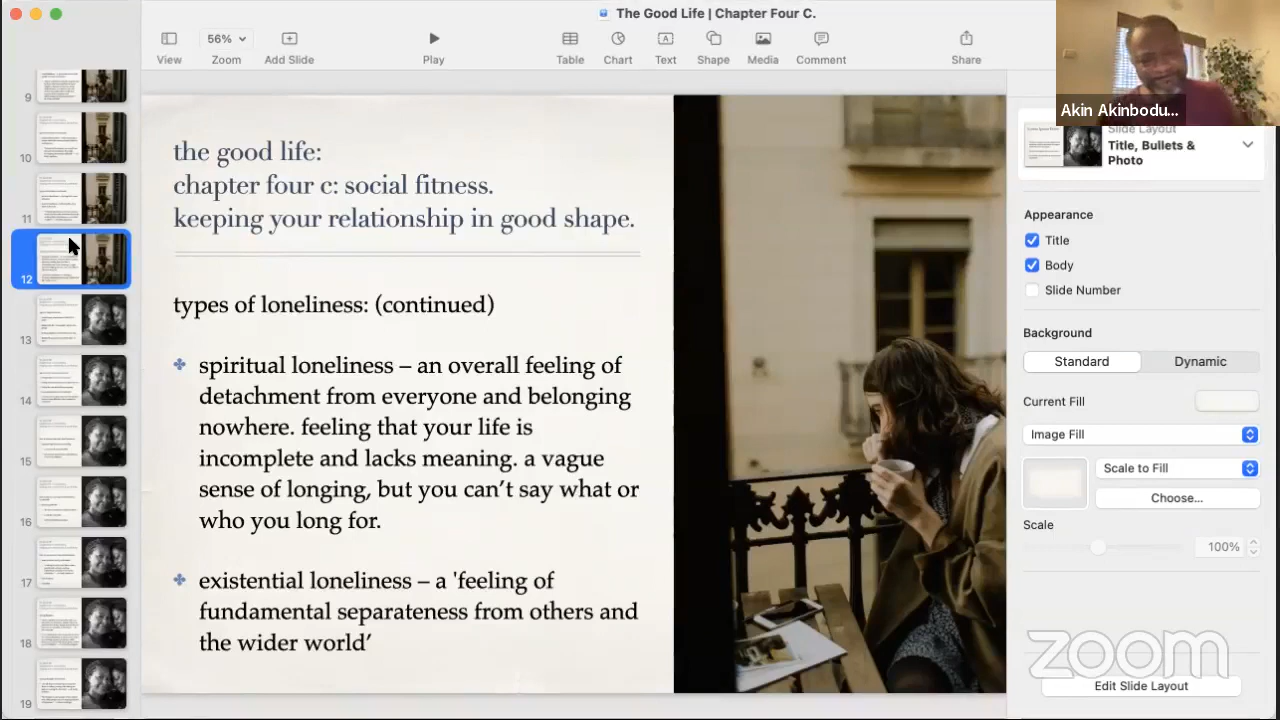 The Good Life | Chapter Four C.
56%
View
Zoom
Add Slide
Play
Table
Chart
Text
Shape
Media
Comment
Share
Akin Akinbodu...
9
10
11
12
13
14
15
16
17
18
19
the good life:
chapter four c: social fitness.
keeping your relationship in good shape.
types of loneliness: (continued)
spiritual loneliness – an overall feeling of
detachment from everyone and belonging
nowhere. feeling that your life is
incomplete and lacks meaning. a vague
sense of longing, but you can't say what or
who you long for.
existential loneliness – a 'feeling of
fundamental separateness from others and
the wider world'
Slide Layout
Title, Bullets &
Photo
Appearance
Title
Body
Slide Number
Background
Standard
Dynamic
Current Fill
Image Fill
Scale to Fill
Choose...
Scale
100%
zoom
Edit Slide Layout